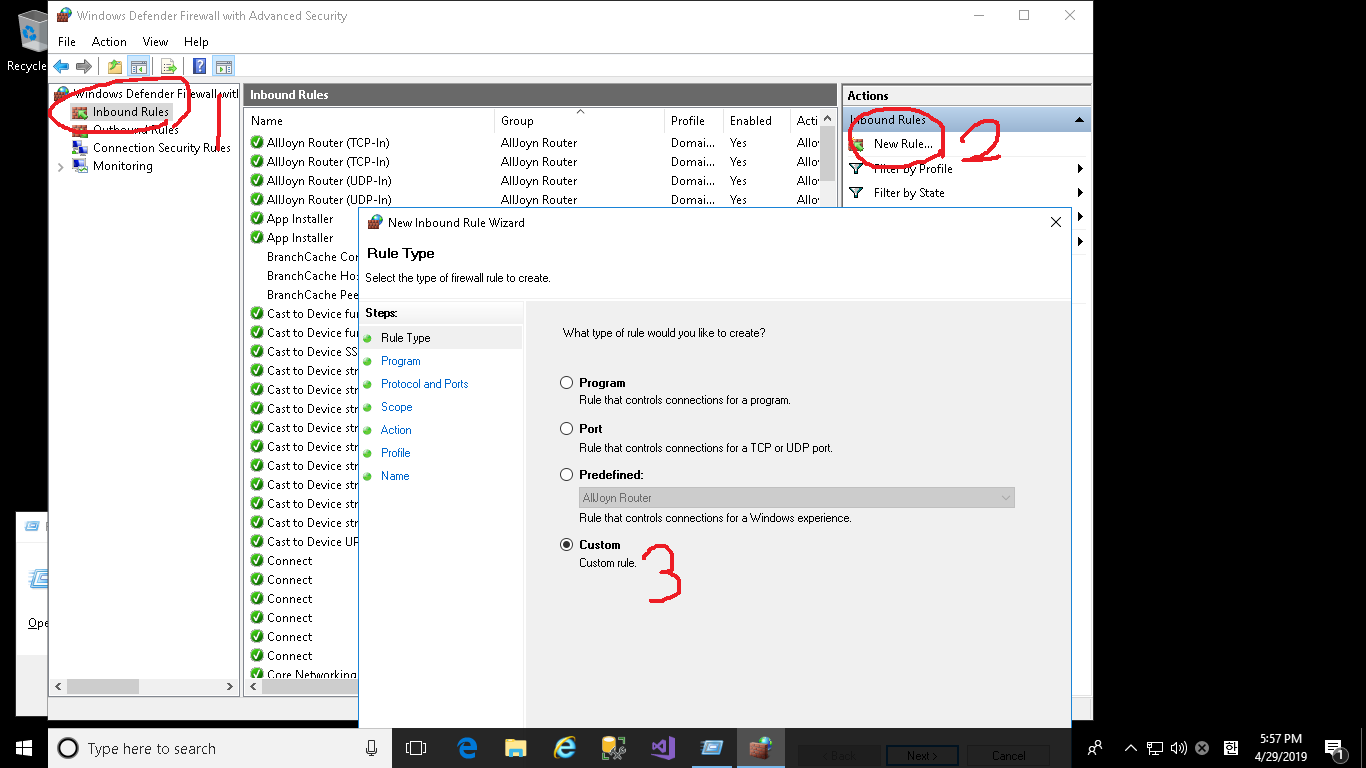 Windows Defender Firewall with Advanced Security
File Action View Help
Recycle
Windows Defender Firewall with
Inbound Rules
Outbound Rules
Connection Security Rules
Monitoring
1
Inbound Rules
Name Group Profile Enabled Acti
AllJoyn Router (TCP-In) AllJoyn Router Domai... Yes Allo
AllJoyn Router (TCP-In) AllJoyn Router Domai... Yes Allo
AllJoyn Router (UDP-In) AllJoyn Router Domai... Yes Allo
AllJoyn Router (UDP-In) AllJoyn Router Domai... Yes Allo
App Installer
App Installer
BranchCache Con
BranchCache Hos
BranchCache Pee
Cast to Device fun
Cast to Device fun
Cast to Device SS
Cast to Device str
Cast to Device str
Cast to Device str
Cast to Device str
Cast to Device str
Cast to Device str
Cast to Device str
Cast to Device str
Cast to Device str
Cast to Device UP
Connect
Connect
Connect
Connect
Connect
Connect
Core Networking
Actions
Inbound Rules
New Rule...
2
Filter by Profile
Filter by State
New Inbound Rule Wizard
Rule Type
Select the type of firewall rule to create.
Steps:
Rule Type
Program
Protocol and Ports
Scope
Action
Profile
Name
What type of rule would you like to create?
Program
Rule that controls connections for a program.
Port
Rule that controls connections for a TCP or UDP port.
Predefined:
AllJoyn Router
Rule that controls connections for a Windows experience.
Custom
Custom rule.
3
< Back Next > Cancel
Ope
Type here to search
한
5:57 PM
4/29/2019
1